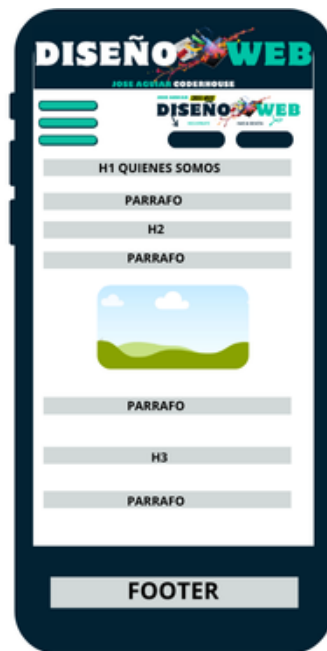 DISEÑO WEB
JOSE AGUIAR CODERHOUSE
DISEÑO WEB
H1 QUIENES SOMOS
PARRAFO
H2
PARRAFO
PARRAFO
H3
PARRAFO
FOOTER